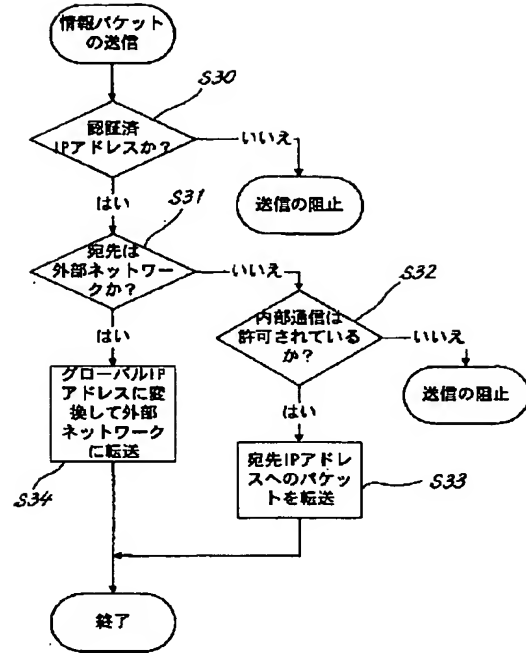 情報パケット
の送信
S30
認証済
IPアドレスか？
いいえ
送信の阻止
はい
S31
宛先は
外部ネットワー
クか？
いいえ
S32
内部通信は
許可されている
か？
いいえ
送信の阻止
はい
グローバルIP
アドレスに変
換して外部
ネットワーク
に転送
S34
はい
宛先IPアドレ
スへのパケッ
トを転送
S33
終了